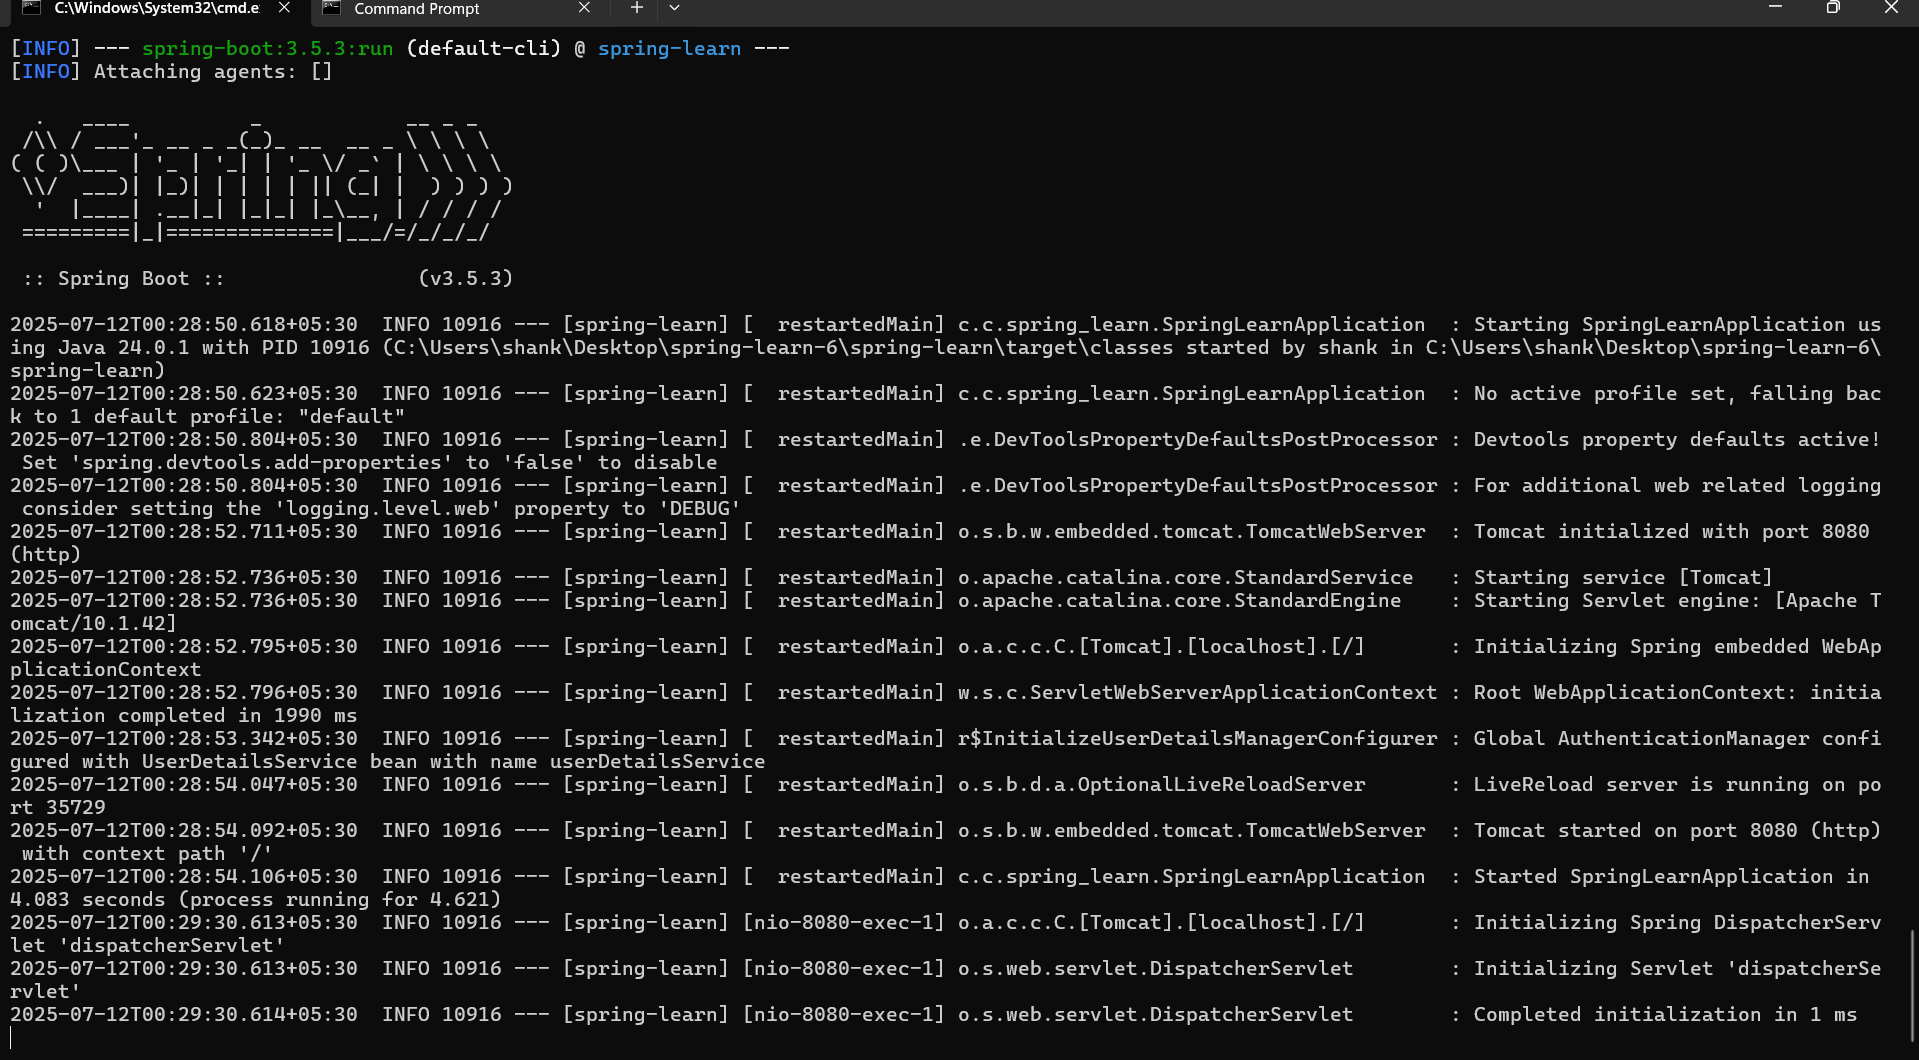 C:\Windows\System32\cmd.e
Command Prompt
[INFO] --- spring-boot:3.5.3:run (default-cli) @ spring-learn ---
[INFO] Attaching agents: []
  .   ____          _            __ _ _
 /\\ / ___'_ __ _ _(_)_ __  __ _ \ \ \ \
( ( )\___ | '_ | '_| | '_ \/ _` | \ \ \ \
 \\/  ___)| |_)| | | | | || (_| |  ) ) ) )
  '  |____| .__|_| |_|_| |_\__, | / / / /
 =========|_|==============|___/=/_/_/_/
 :: Spring Boot ::                (v3.5.3)
2025-07-12T00:28:50.618+05:30  INFO 10916 --- [spring-learn] [  restartedMain] c.c.spring_learn.SpringLearnApplication  : Starting SpringLearnApplication us
ing Java 24.0.1 with PID 10916 (C:\Users\shank\Desktop\spring-learn-6\spring-learn\target\classes started by shank in C:\Users\shank\Desktop\spring-learn-6\
spring-learn)
2025-07-12T00:28:50.623+05:30  INFO 10916 --- [spring-learn] [  restartedMain] c.c.spring_learn.SpringLearnApplication  : No active profile set, falling bac
k to 1 default profile: "default"
2025-07-12T00:28:50.804+05:30  INFO 10916 --- [spring-learn] [  restartedMain] .e.DevToolsPropertyDefaultsPostProcessor : Devtools property defaults active!
 Set 'spring.devtools.add-properties' to 'false' to disable
2025-07-12T00:28:50.804+05:30  INFO 10916 --- [spring-learn] [  restartedMain] .e.DevToolsPropertyDefaultsPostProcessor : For additional web related logging
 consider setting the 'logging.level.web' property to 'DEBUG'
2025-07-12T00:28:52.711+05:30  INFO 10916 --- [spring-learn] [  restartedMain] o.s.b.w.embedded.tomcat.TomcatWebServer  : Tomcat initialized with port 8080
(http)
2025-07-12T00:28:52.736+05:30  INFO 10916 --- [spring-learn] [  restartedMain] o.apache.catalina.core.StandardService   : Starting service [Tomcat]
2025-07-12T00:28:52.736+05:30  INFO 10916 --- [spring-learn] [  restartedMain] o.apache.catalina.core.StandardEngine    : Starting Servlet engine: [Apache T
omcat/10.1.42]
2025-07-12T00:28:52.795+05:30  INFO 10916 --- [spring-learn] [  restartedMain] o.a.c.c.C.[Tomcat].[localhost].[/]       : Initializing Spring embedded WebAp
plicationContext
2025-07-12T00:28:52.796+05:30  INFO 10916 --- [spring-learn] [  restartedMain] w.s.c.ServletWebServerApplicationContext : Root WebApplicationContext: initia
lization completed in 1990 ms
2025-07-12T00:28:53.342+05:30  INFO 10916 --- [spring-learn] [  restartedMain] r$InitializeUserDetailsManagerConfigurer : Global AuthenticationManager confi
gured with UserDetailsService bean with name userDetailsService
2025-07-12T00:28:54.047+05:30  INFO 10916 --- [spring-learn] [  restartedMain] o.s.b.d.a.OptionalLiveReloadServer       : LiveReload server is running on po
rt 35729
2025-07-12T00:28:54.092+05:30  INFO 10916 --- [spring-learn] [  restartedMain] o.s.b.w.embedded.tomcat.TomcatWebServer  : Tomcat started on port 8080 (http)
 with context path '/'
2025-07-12T00:28:54.106+05:30  INFO 10916 --- [spring-learn] [  restartedMain] c.c.spring_learn.SpringLearnApplication  : Started SpringLearnApplication in
4.083 seconds (process running for 4.621)
2025-07-12T00:29:30.613+05:30  INFO 10916 --- [spring-learn] [nio-8080-exec-1] o.a.c.c.C.[Tomcat].[localhost].[/]       : Initializing Spring DispatcherServ
let 'dispatcherServlet'
2025-07-12T00:29:30.613+05:30  INFO 10916 --- [spring-learn] [nio-8080-exec-1] o.s.web.servlet.DispatcherServlet        : Initializing Servlet 'dispatcherSe
rvlet'
2025-07-12T00:29:30.614+05:30  INFO 10916 --- [spring-learn] [nio-8080-exec-1] o.s.web.servlet.DispatcherServlet        : Completed initialization in 1 ms